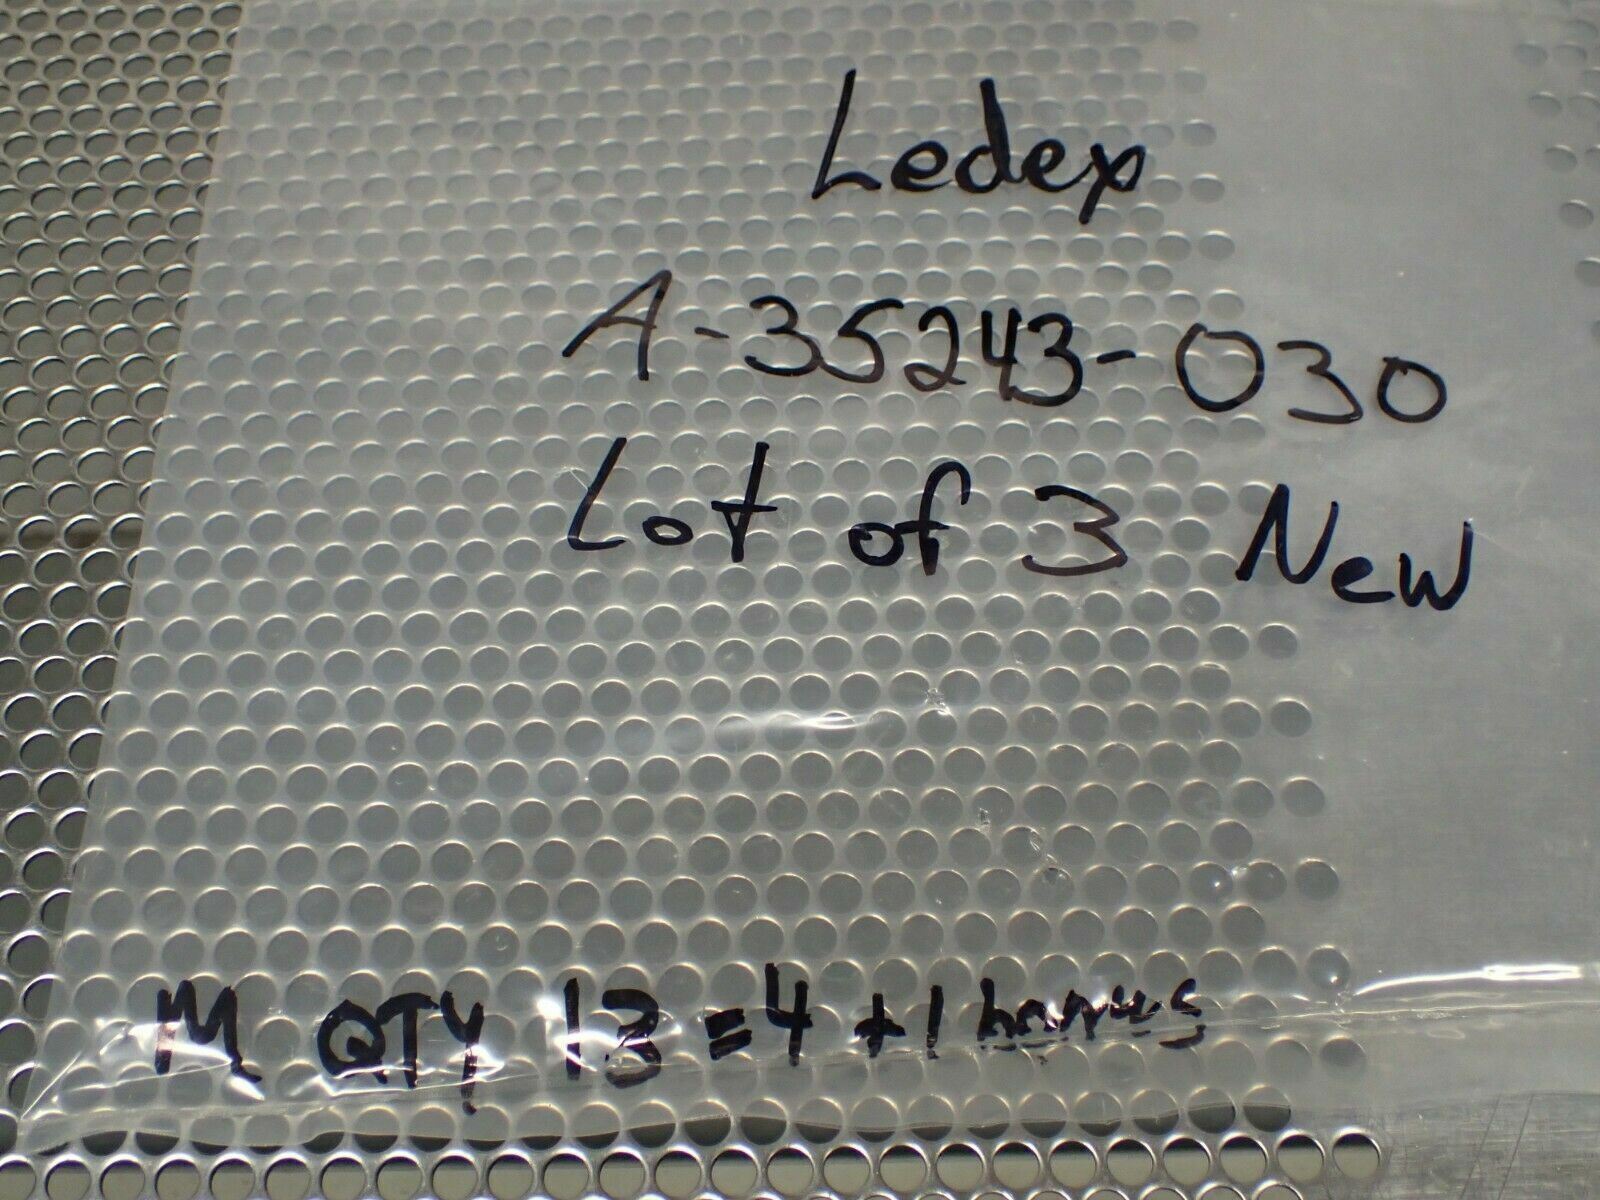 Ledex
A-35243-030
Lot of 3 New
M QTY 13 = 4 + 1 bonus